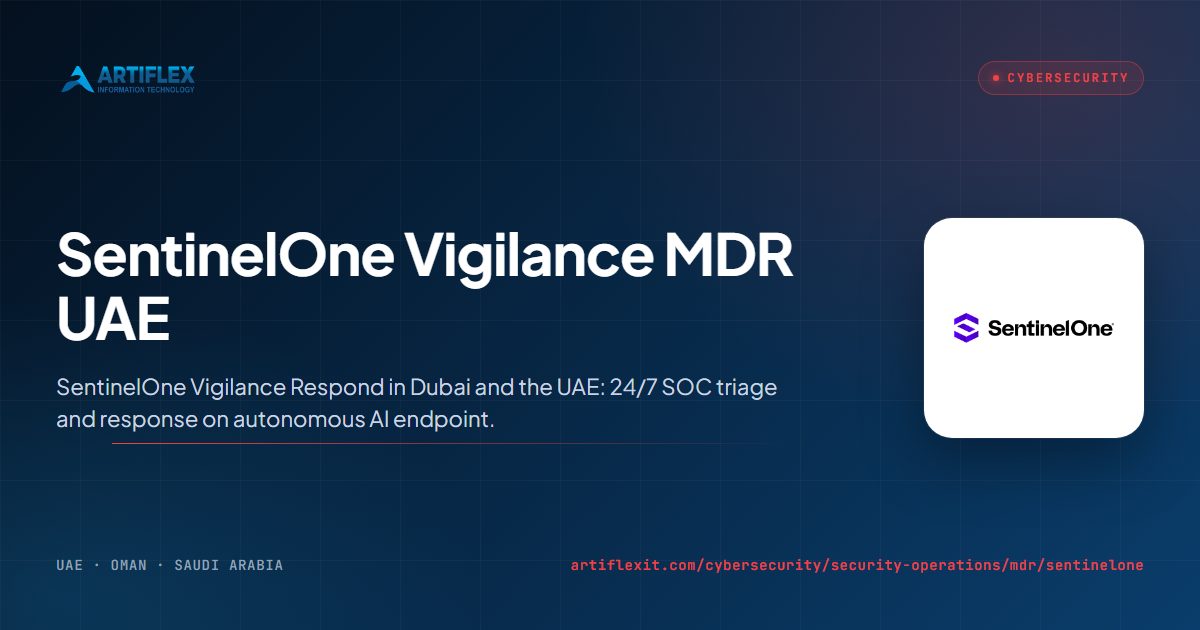 ARTIFLEX
INFORMATION TECHNOLOGY
CYBERSECURITY
SentinelOne Vigilance MDR
UAE
SentinelOne Vigilance Respond in Dubai and the UAE: 24/7 SOC triage
and response on autonomous AI endpoint.
SentinelOne
UAE · OMAN · SAUDI ARABIA
artiflexit.com/cybersecurity/security-operations/mdr/sentinelone